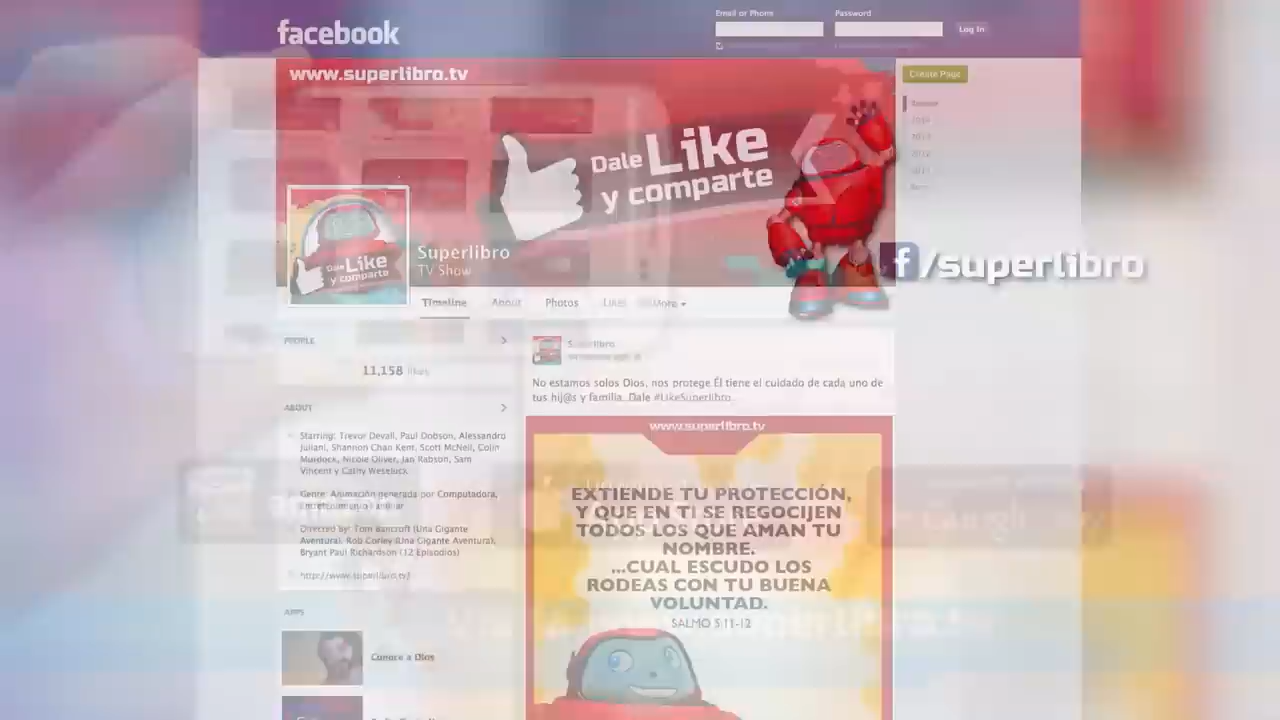 facebook
Email or Phone
Password
Log In
www.superlibro.tv
Create Page
Dale Like
y comparte
Dale Like
y comparte
Superlibro
TV Show
f/superlibro
Timeline
About
Photos
Likes
More
PEOPLE
11,158 likes
Superlibro
No estamos solos Dios, nos protege Él tiene el cuidado de cada uno de
tus hij@s y familia..Dale #LikeSuperlibro..
ABOUT
Starring: Trevor Devall, Paul Dobson, Alessandro
Juliani, Shannon Chan Kent, Scott McNeil, Colin
Murdock, Nicole Oliver, Jan Rabson, Sam
Vincent y Cathy Weseluck
Genre: Animación generada por Computadora,
Entretenimiento Familiar
Directed by: Tom Bancroft (Una Gigante
Aventura), Rob Corley (Una Gigante Aventura),
Bryant Paul Richardson (12 Episodios)
http://www.superlibro.tv/
www.superlibro.tv
EXTIENDE TU PROTECCIÓN,
Y QUE EN TI SE REGOCIJEN
TODOS LOS QUE AMAN TU
NOMBRE.
...CUAL ESCUDO LOS
RODEAS CON TU BUENA
VOLUNTAD.
SALMO 5:11-12
APPS
Conoce a Dios